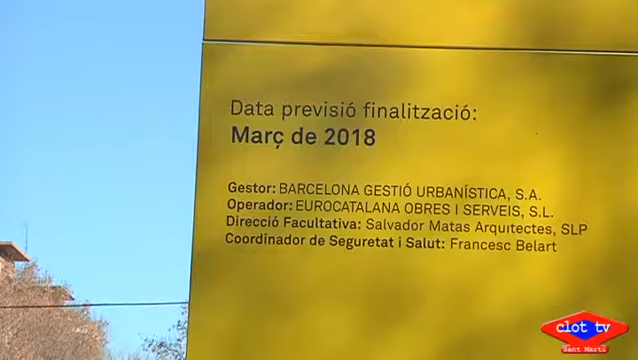 Data previsió finalització:
Març de 2018
Gestor: BARCELONA GESTIÓ URBANÍSTICA, S.A.
Operador: EUROCATALANA OBRES I SERVEIS, S.L.
Direcció Facultativa: Salvador Matas Arquitectes, SLP
Coordinador de Seguretat i Salut: Francesc Belart
clot tv
Sant Martí